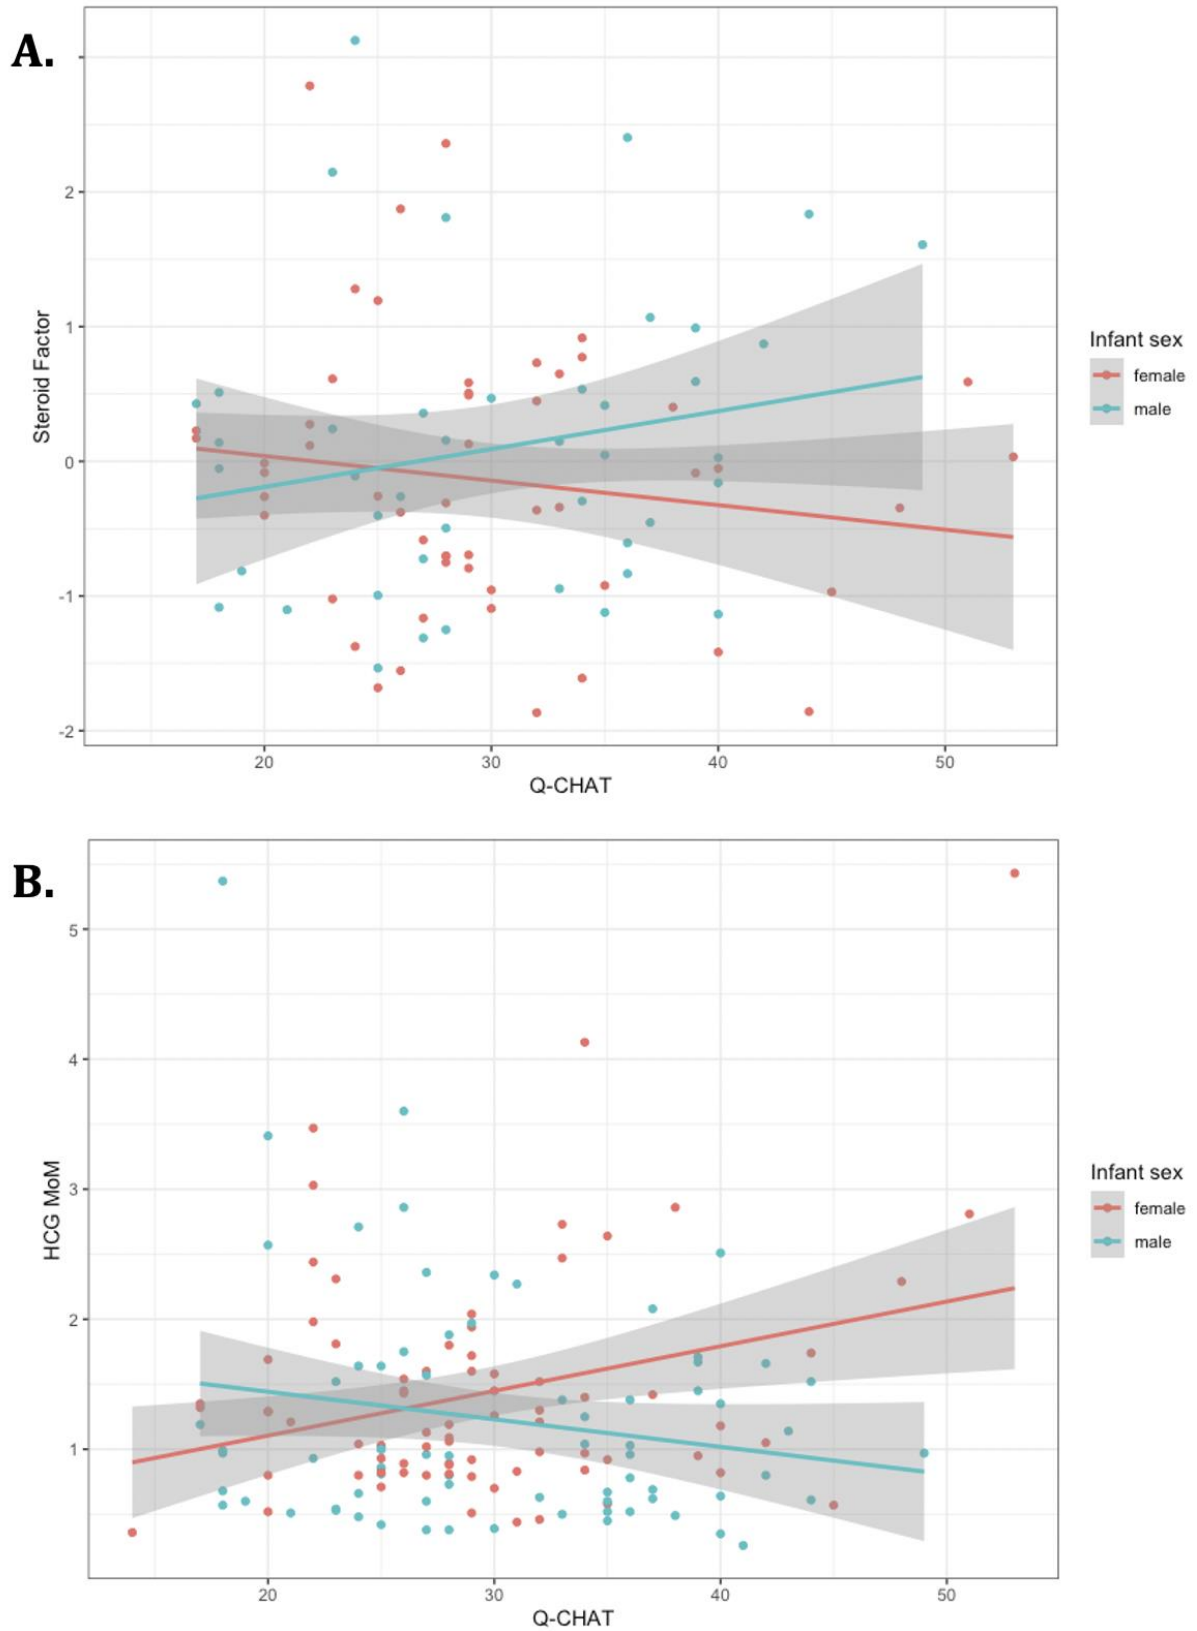 A.
Steroid Factor
2
1
0
-1
-2
20 30 40 50
Q-CHAT
Infant sex
female
male
B.
HCG MoM
5
4
3
2
1
20 30 40 50
Q-CHAT
Infant sex
female
male